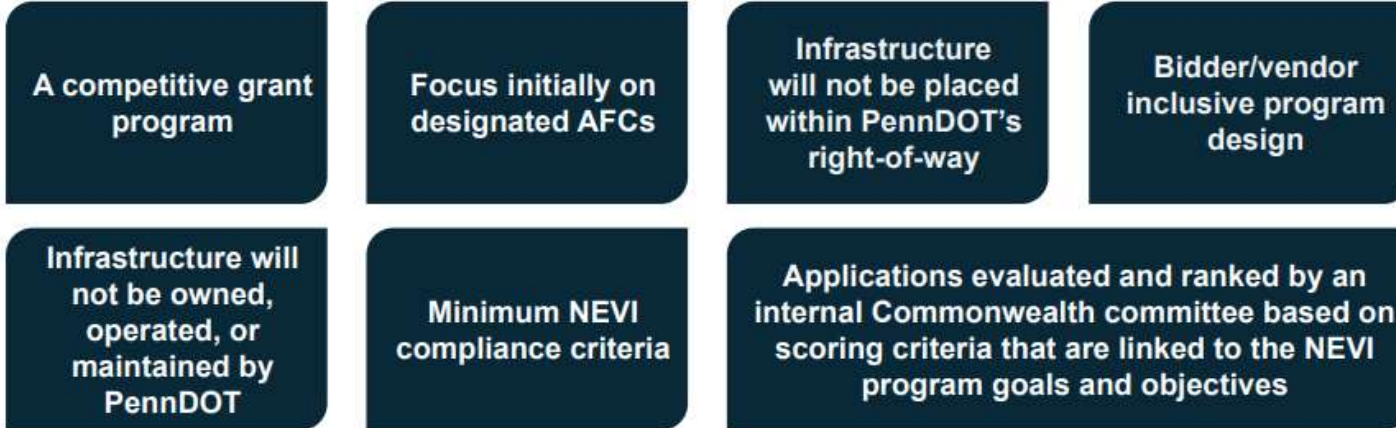 A competitive grant
program
Focus initially on
designated AFCs
Infrastructure
will not be placed
within PennDOT's
right-of-way
Bidder/vendor
inclusive program
design
Infrastructure will
not be owned,
operated, or
maintained by
PennDOT
Minimum NEVI
compliance criteria
Applications evaluated and ranked by an
internal Commonwealth committee based on
scoring criteria that are linked to the NEVI
program goals and objectives